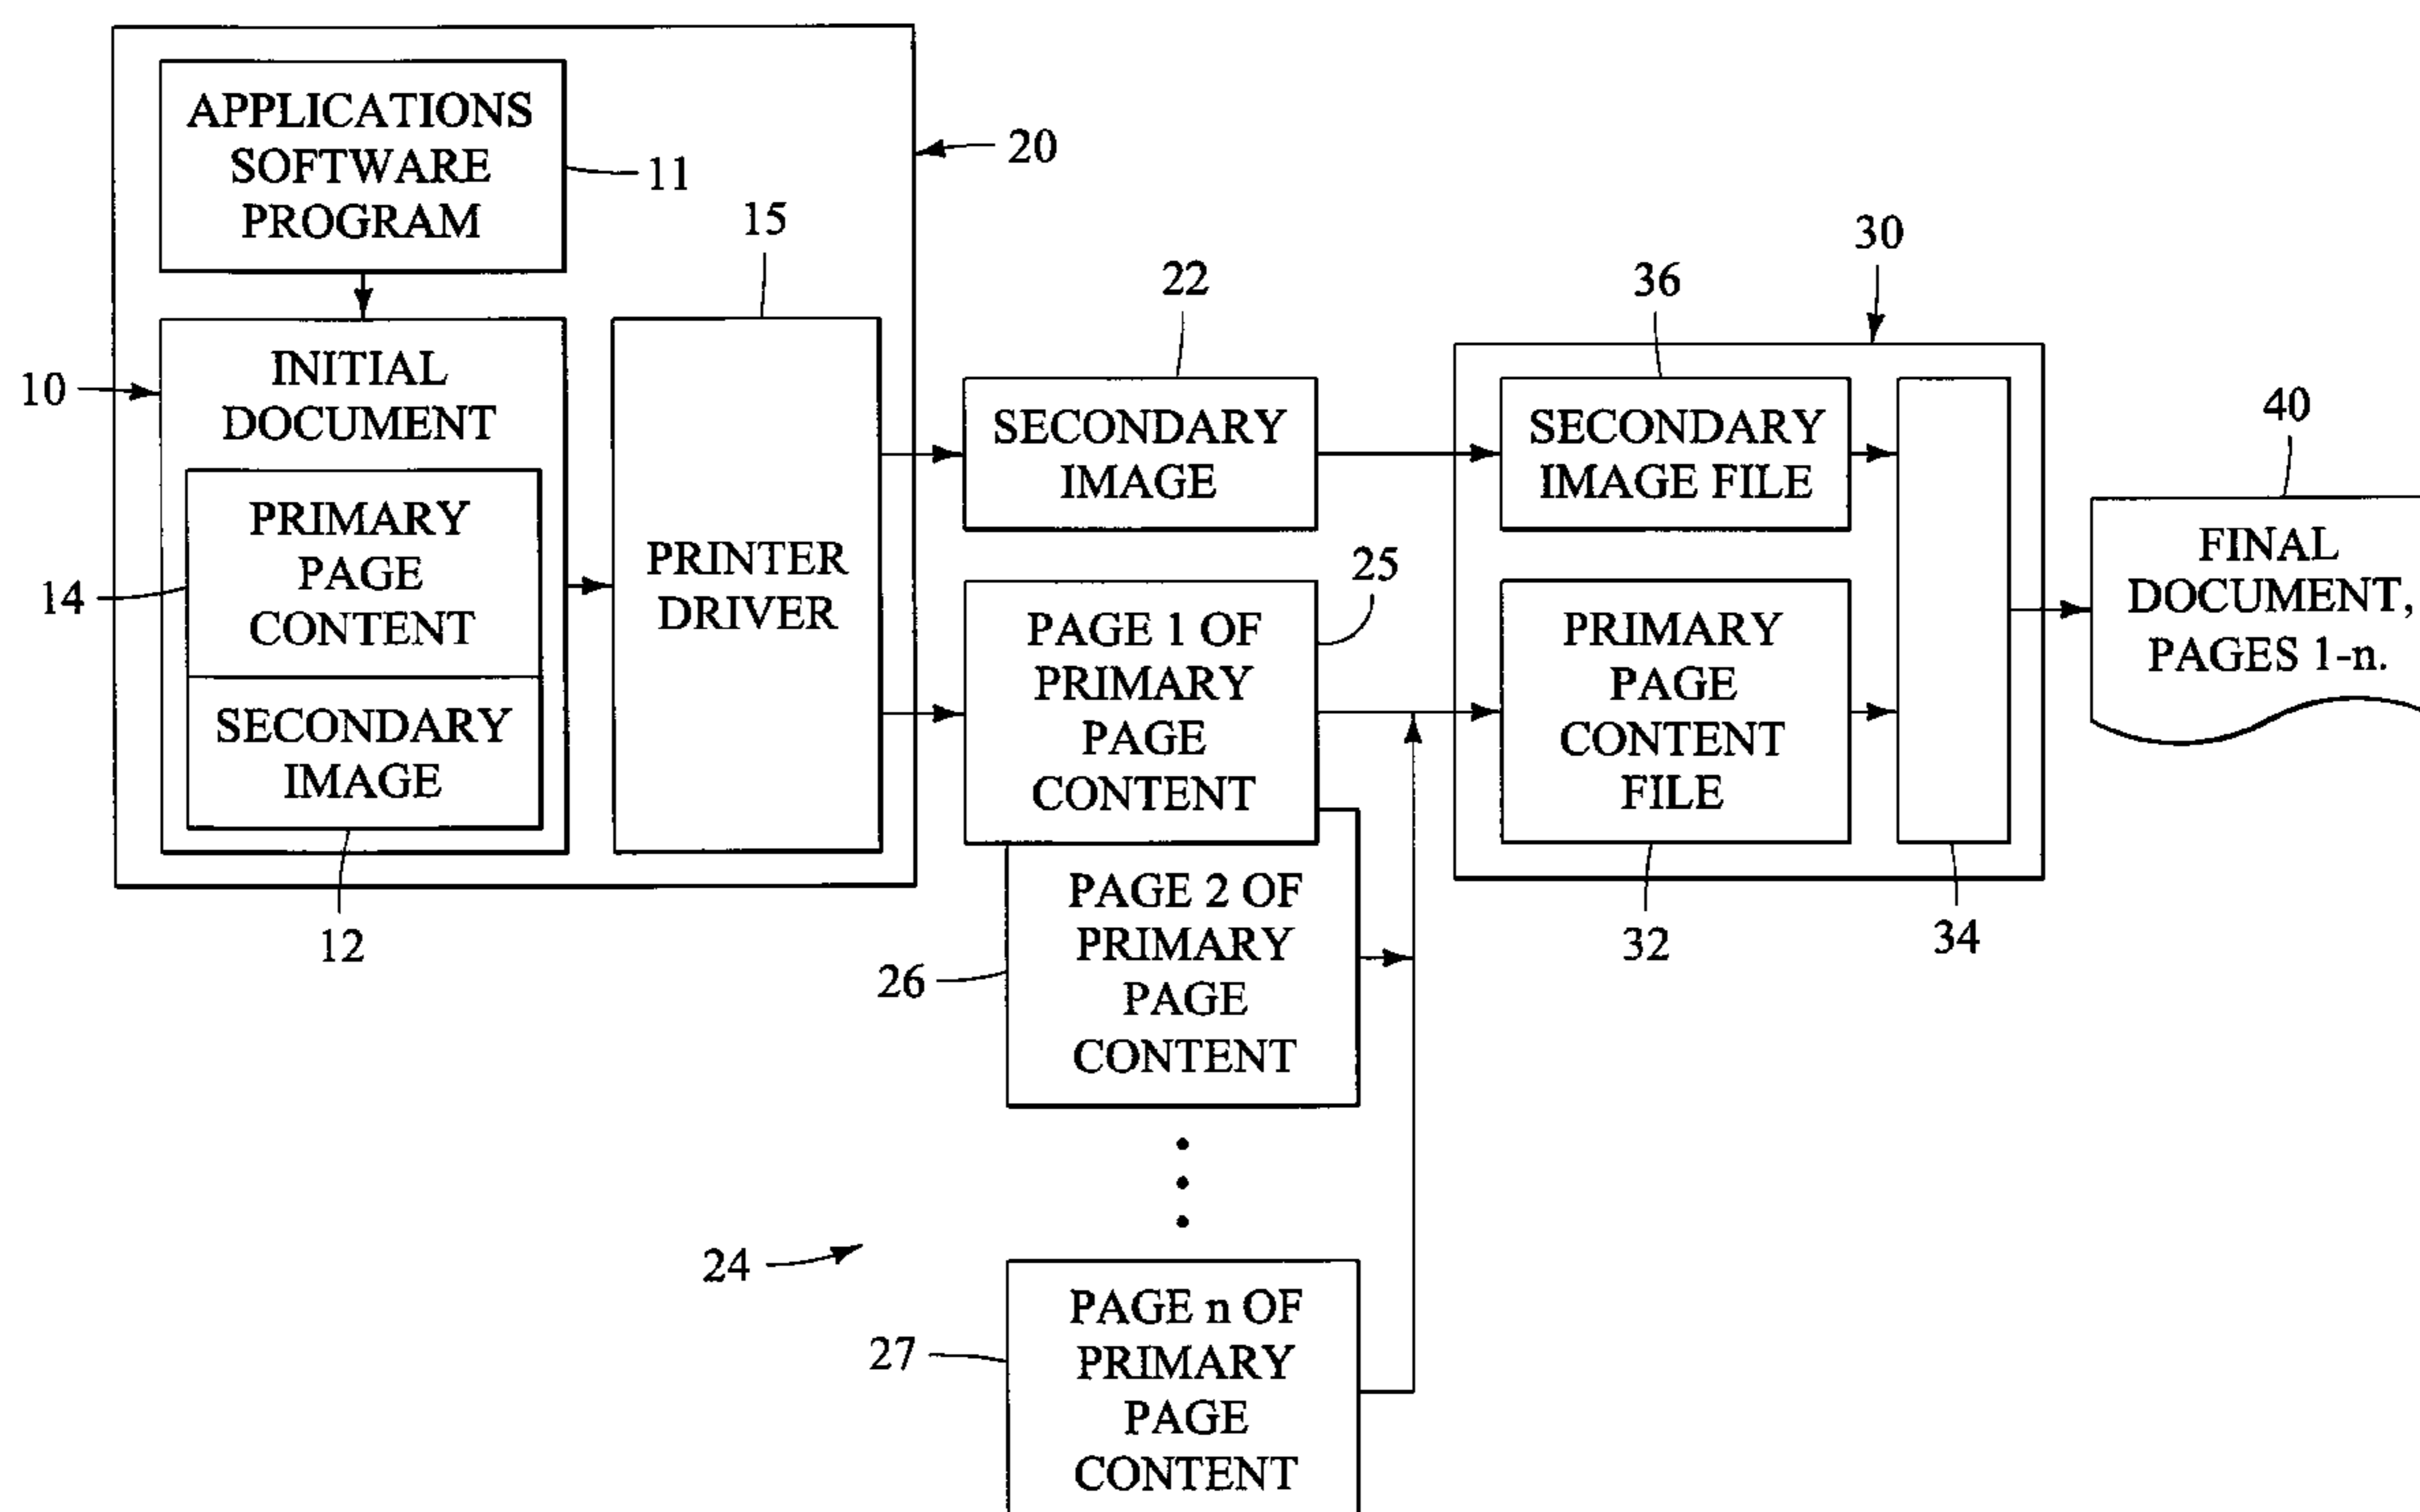 APPLICATIONS
SOFTWARE
PROGRAM
11
20
15
10
INITIAL
DOCUMENT
14
PRIMARY
PAGE
CONTENT
SECONDARY
IMAGE
12
PRINTER
DRIVER
22
SECONDARY
IMAGE
25
PAGE 1 OF
PRIMARY
PAGE
CONTENT
26
PAGE 2 OF
PRIMARY
PAGE
CONTENT
24
27
PAGE n OF
PRIMARY
PAGE
CONTENT
30
36
SECONDARY
IMAGE FILE
PRIMARY
PAGE
CONTENT
FILE
32
34
40
FINAL
DOCUMENT,
PAGES 1-n.